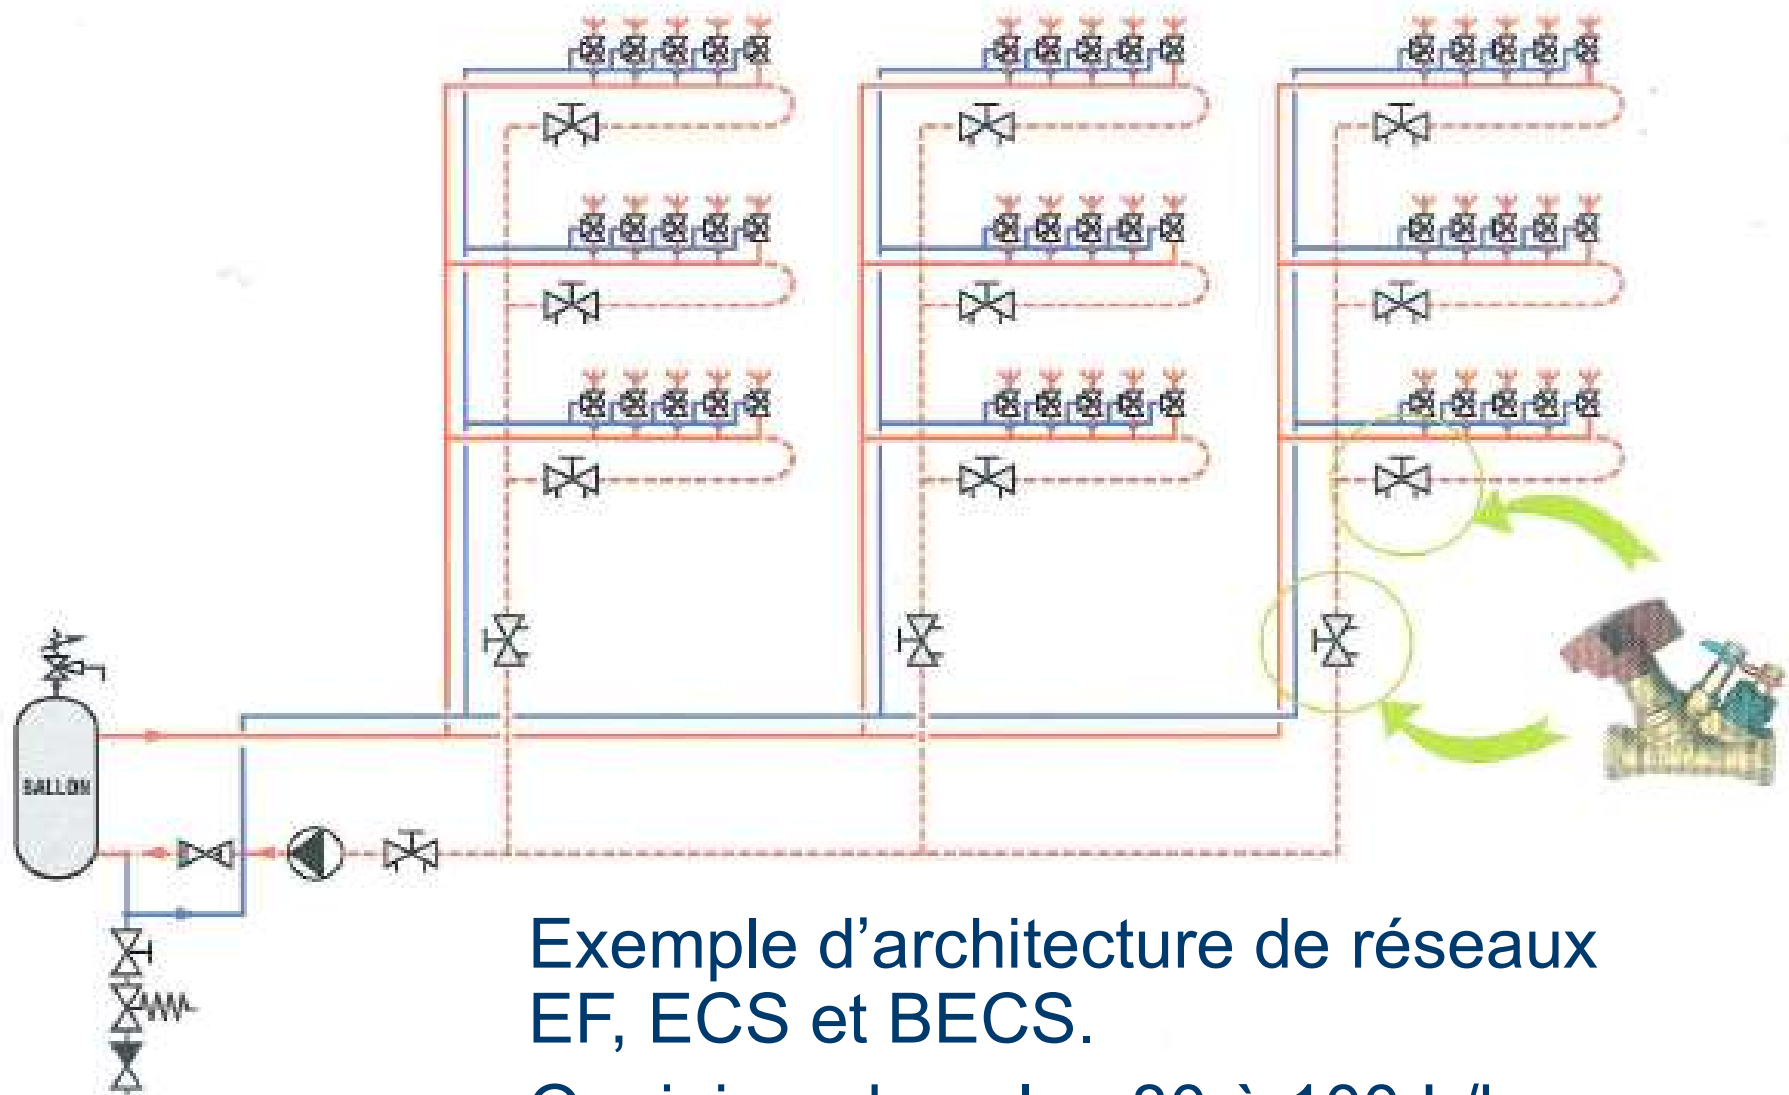 BALLON
Exemple d’architecture de réseaux
EF, ECS et BECS.